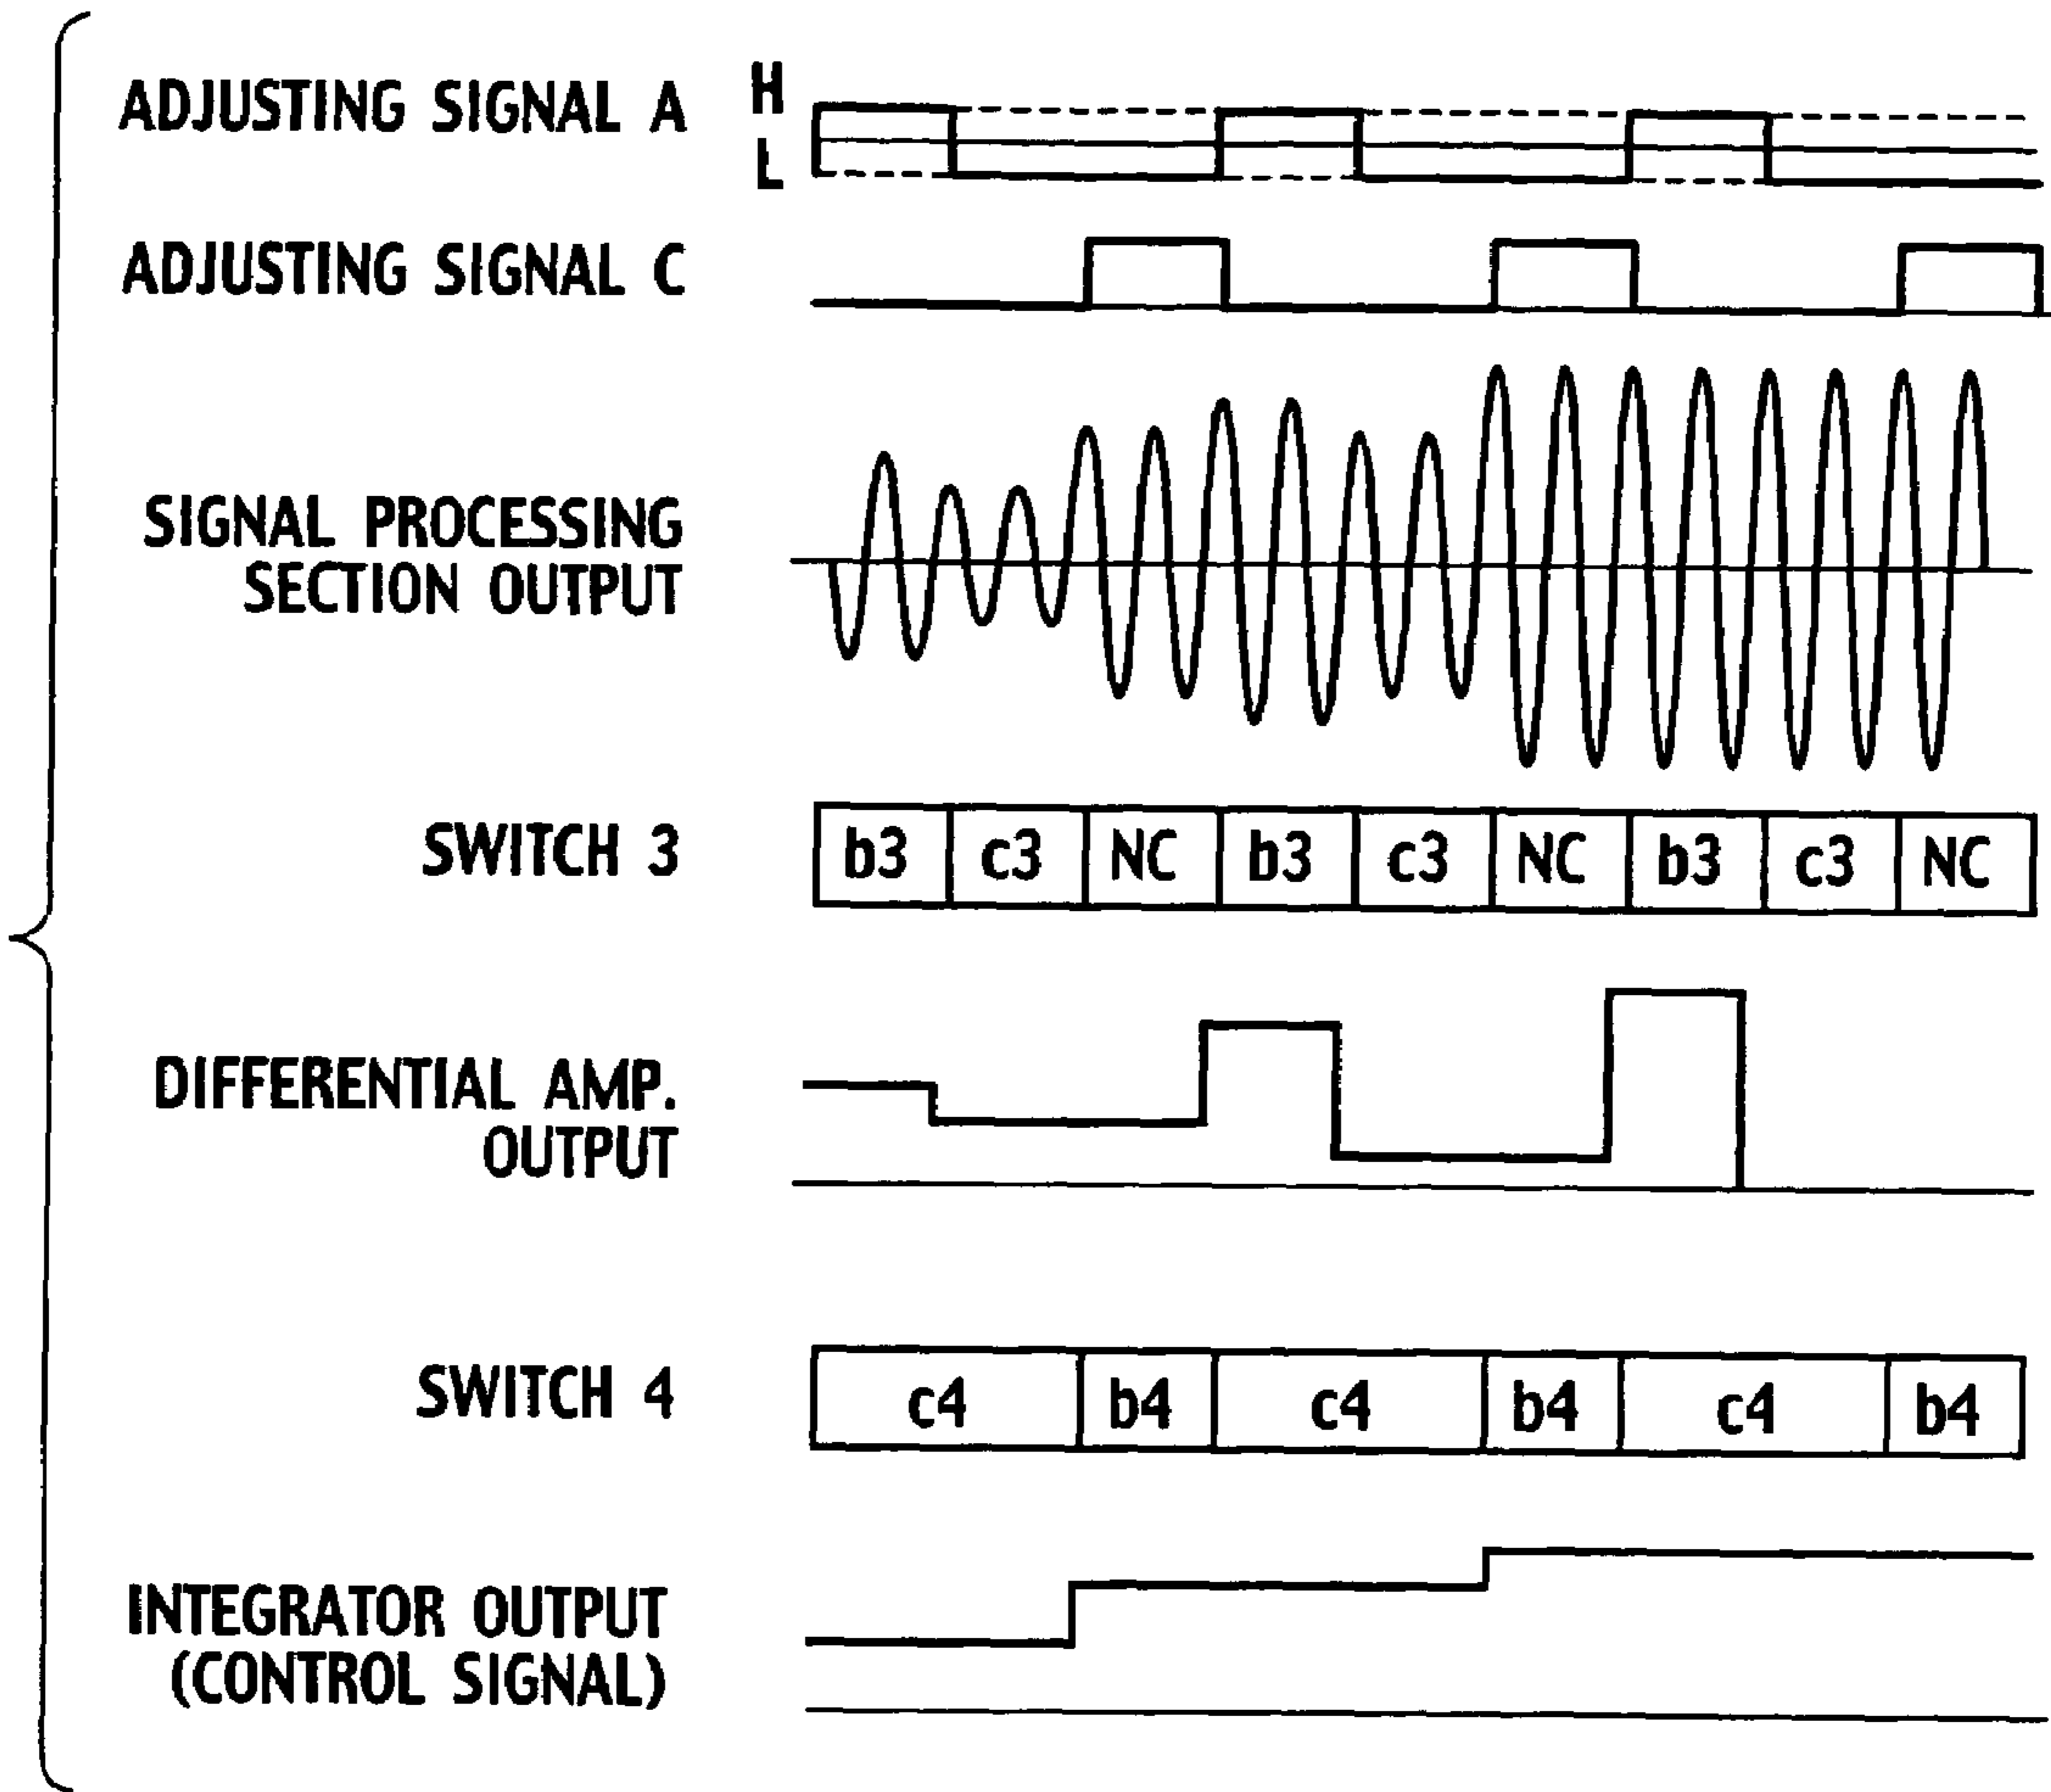 ADJUSTING SIGNAL A
H
L
ADJUSTING SIGNAL C
SIGNAL PROCESSING
SECTION OUTPUT
SWITCH 3
b3 c3 NC b3 c3 NC b3 c3 NC
DIFFERENTIAL AMP.
OUTPUT
SWITCH 4
c4 b4 c4 b4 c4 b4
INTEGRATOR OUTPUT
(CONTROL SIGNAL)